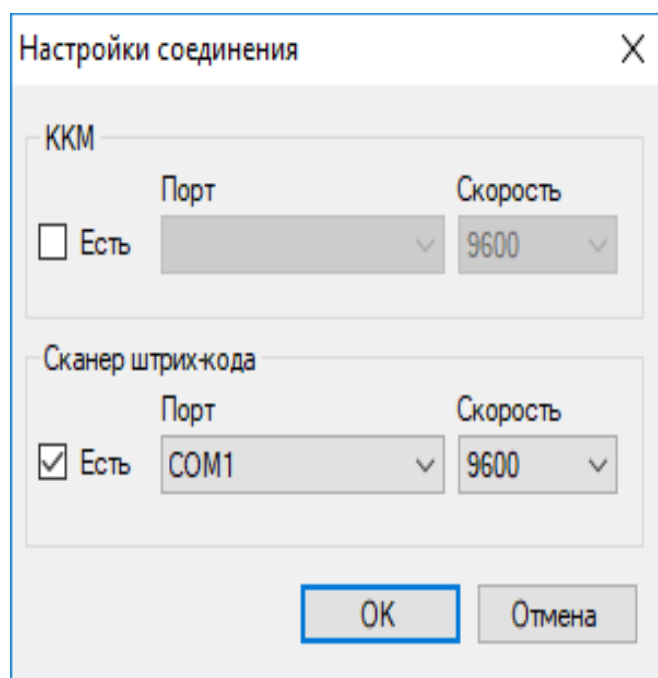 Настройки соединения
ККМ
Порт Скорость
Есть 9600
Сканер штрих-кода
Порт Скорость
Есть COM1 9600
OK Отмена